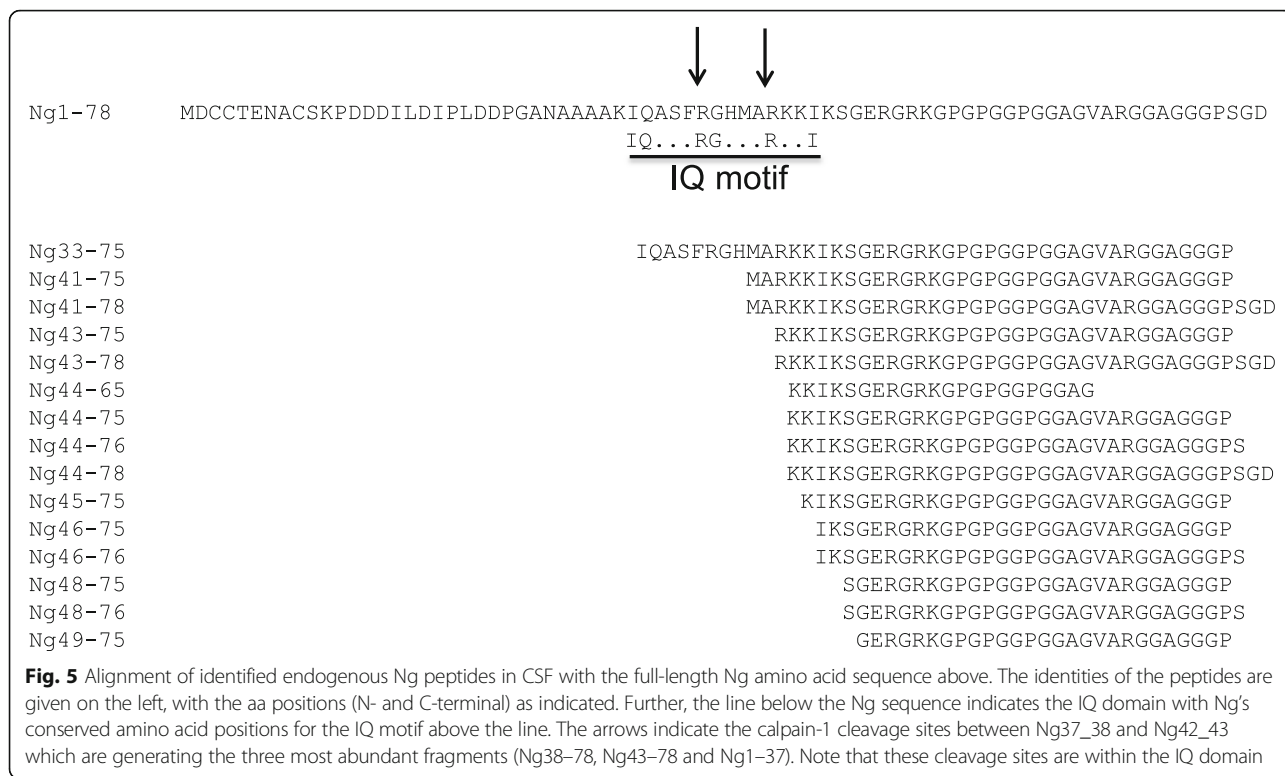 Ng1-78 MDCCTENACSKPDDDILDIPLDDPGANAAAAKIQASFRGHMARKKIKSGERGRKGPGPGGPGGAGVARGGAGGGPSGD
IQ...RG...R..I
IQ motif
Ng33-75 IQASFRGHMARKKIKSGERGRKGPGPGGPGGAGVARGGAGGGP
Ng41-75 MARKKIKSGERGRKGPGPGGPGGAGVARGGAGGGP
Ng41-78 MARKKIKSGERGRKGPGPGGPGGAGVARGGAGGGPSGD
Ng43-75 RKKIKSGERGRKGPGPGGPGGAGVARGGAGGGP
Ng43-78 RKKIKSGERGRKGPGPGGPGGAGVARGGAGGGPSGD
Ng44-65 KKIKSGERGRKGPGPGGPGGAG
Ng44-75 KKIKSGERGRKGPGPGGPGGAGVARGGAGGGP
Ng44-76 KKIKSGERGRKGPGPGGPGGAGVARGGAGGGPS
Ng44-78 KKIKSGERGRKGPGPGGPGGAGVARGGAGGGPSGD
Ng45-75 KIKSGERGRKGPGPGGPGGAGVARGGAGGGP
Ng46-75 IKSGERGRKGPGPGGPGGAGVARGGAGGGP
Ng46-76 IKSGERGRKGPGPGGPGGAGVARGGAGGGPS
Ng48-75 SGERGRKGPGPGGPGGAGVARGGAGGGP
Ng48-76 SGERGRKGPGPGGPGGAGVARGGAGGGPS
Ng49-75 GERGRKGPGPGGPGGAGVARGGAGGGP
Fig. 5 Alignment of identified endogenous Ng peptides in CSF with the full-length Ng amino acid sequence above. The identities of the peptides are
given on the left, with the aa positions (N- and C-terminal) as indicated. Further, the line below the Ng sequence indicates the IQ domain with Ng's
conserved amino acid positions for the IQ motif above the line. The arrows indicate the calpain-1 cleavage sites between Ng37_38 and Ng42_43
which are generating the three most abundant fragments (Ng38–78, Ng43–78 and Ng1–37). Note that these cleavage sites are within the IQ domain